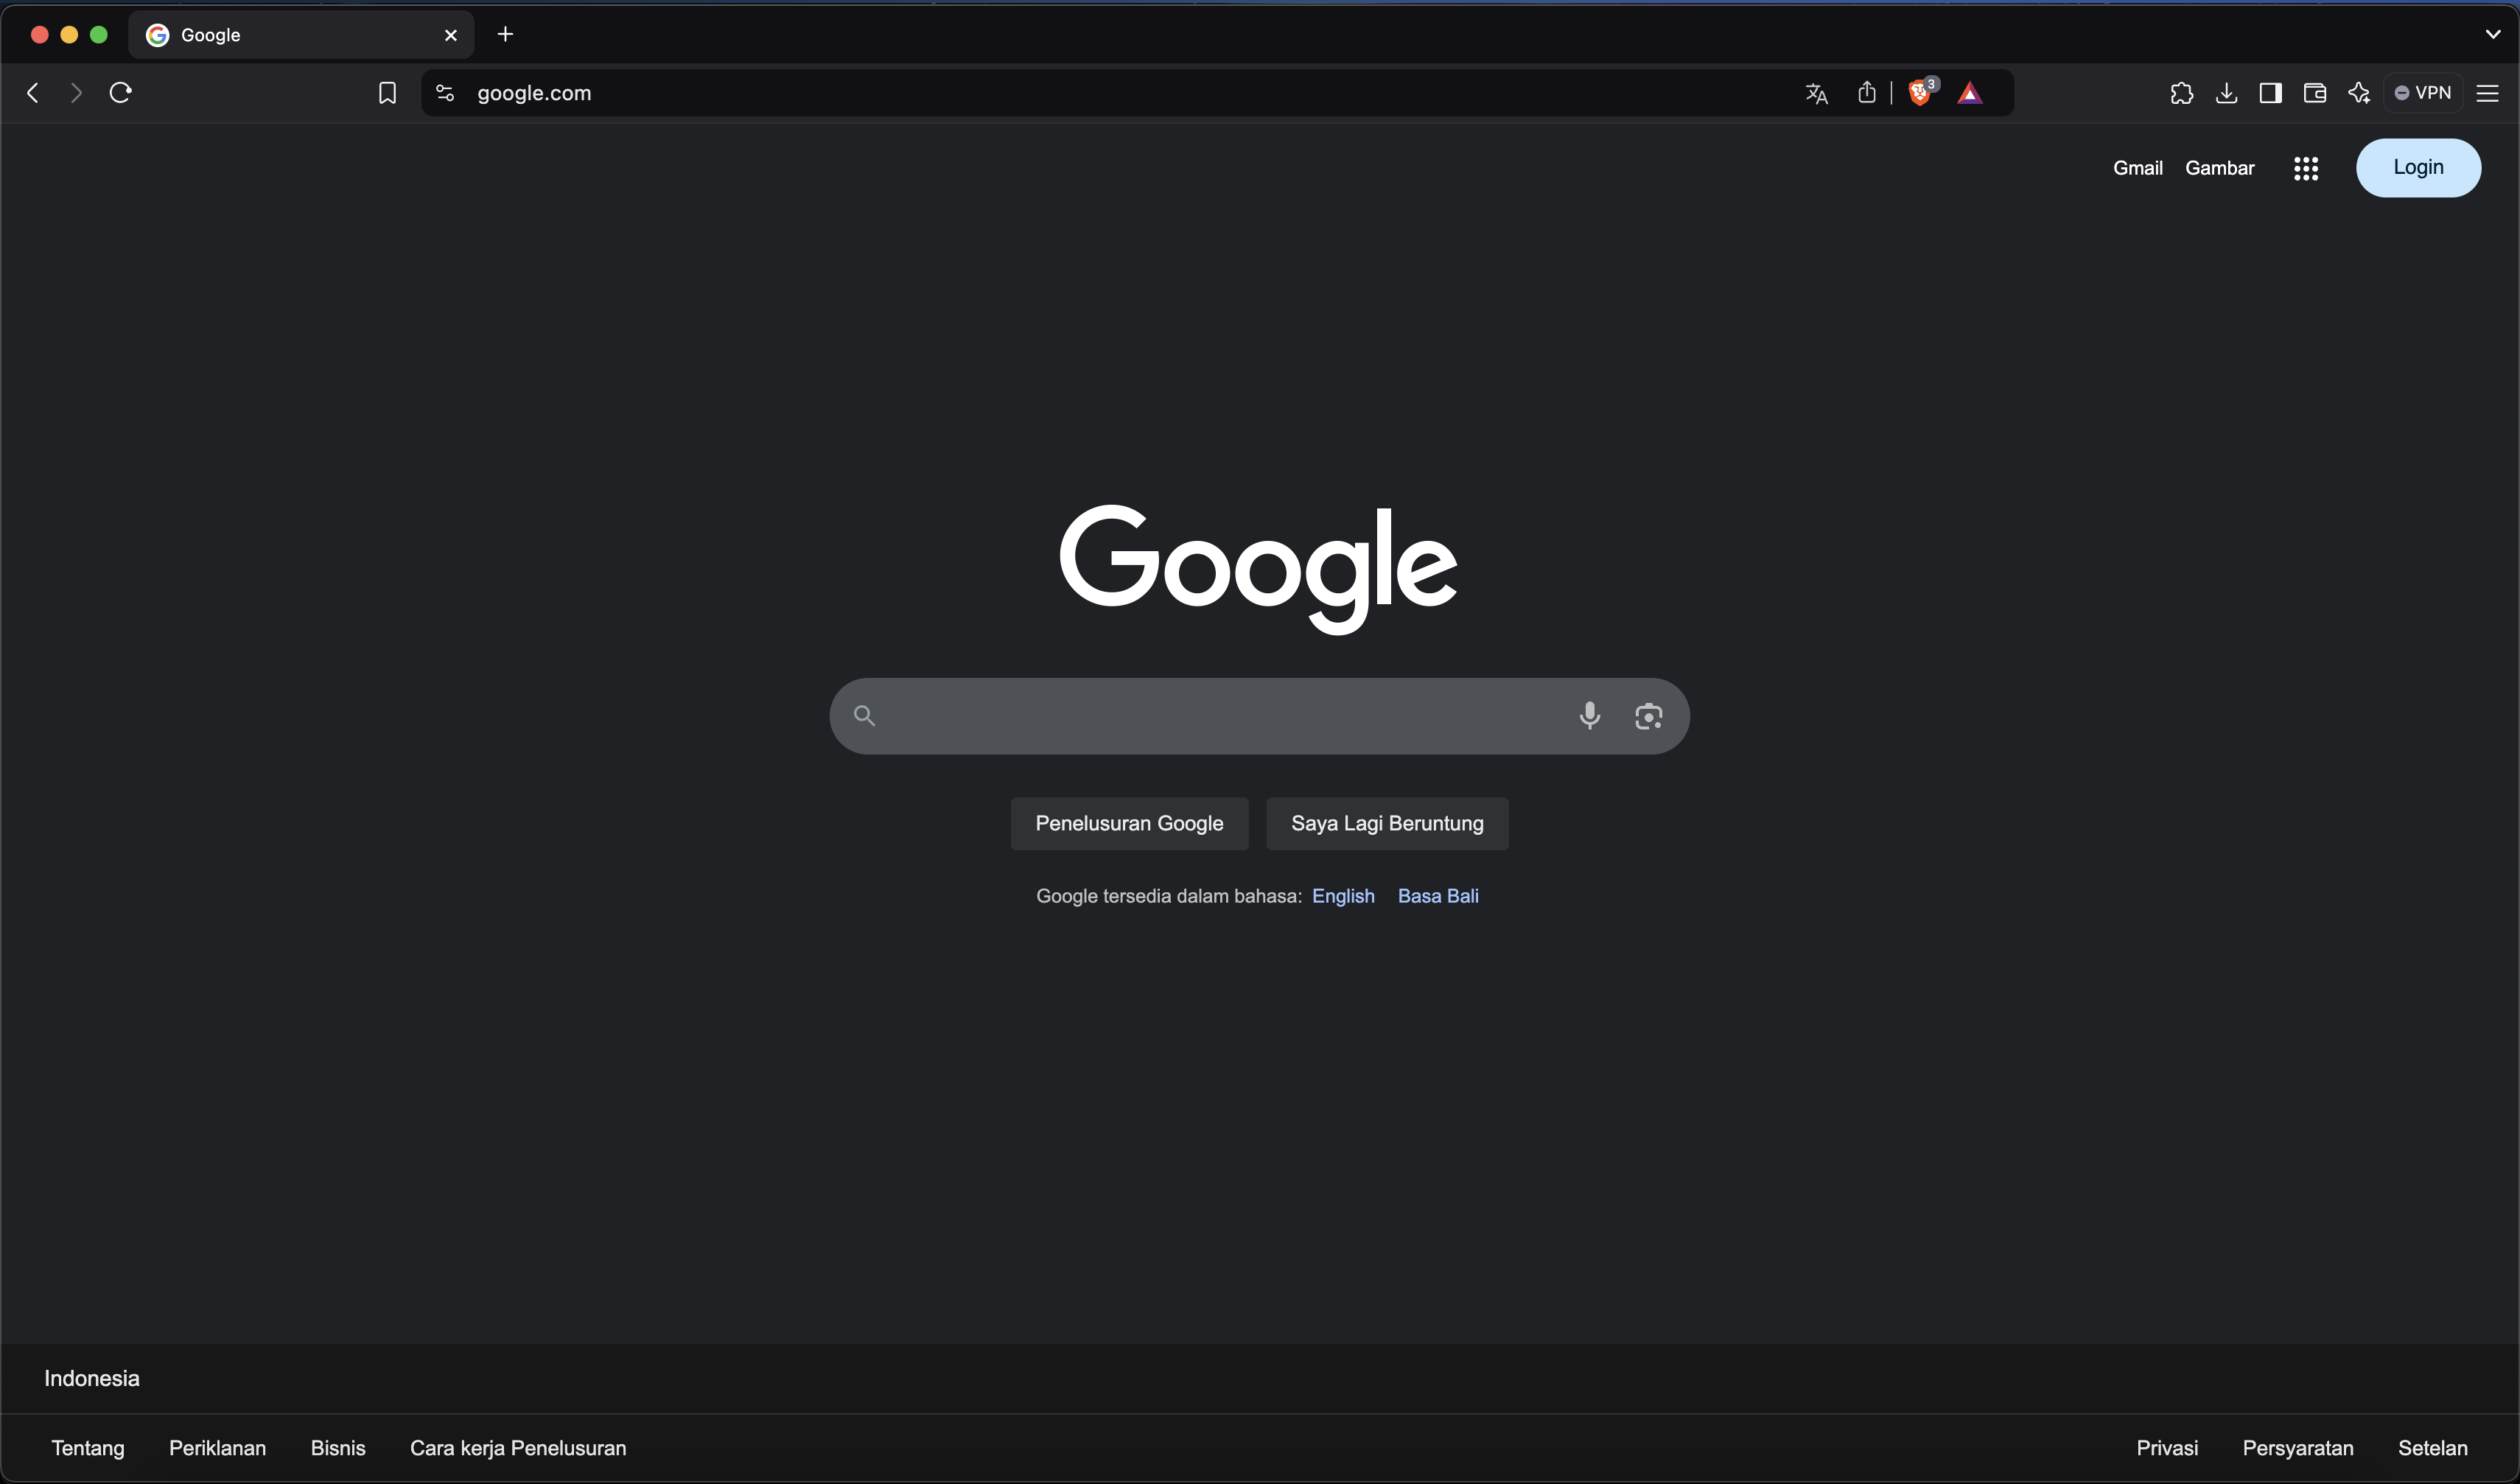 Google
google.com
3
VPN
Gmail Gambar Login
Google
Penelusuran Google Saya Lagi Beruntung
Google tersedia dalam bahasa: English Basa Bali
Indonesia
Tentang Periklanan Bisnis Cara kerja Penelusuran Privasi Persyaratan Setelan